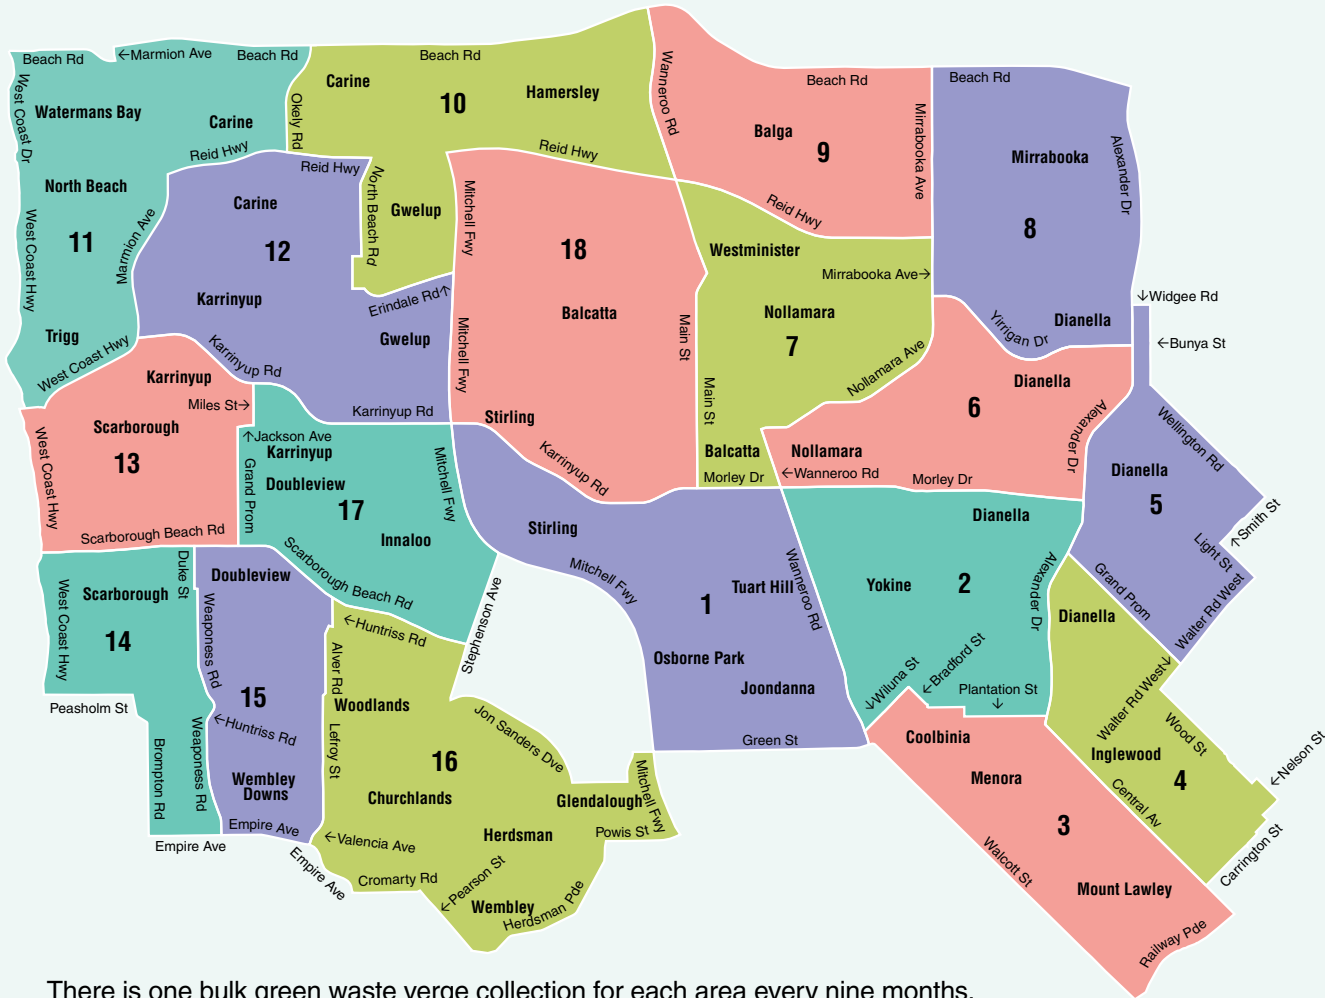 Beach Rd
←Marmion Ave
Beach Rd
West Coast Dr
Watermans Bay
Carine
Okely Rd
Reid Hwy
North Beach
11
West Coast Hwy
Marmion Ave
Trigg
West Coast Hwy
Carine
Beach Rd
10
Hamersley
Reid Hwy
North Beach Rd
Gwelup
Reid Hwy
Carine
12
Karrinyup
Erindale Rd↑
Gwelup
Karrinyup Rd
Karrinyup Rd
Mitchell Fwy
Mitchell Fwy
18
Balcatta
Stirling
Karrinyup Rd
Main St
Wanneroo Rd
Beach Rd
Balga
9
Mirrabooka Ave
Reid Hwy
Beach Rd
Mirrabooka
Alexander Dr
8
Yirrigan Dr
Dianella
Westminister
Mirrabooka Ave→
Nollamara
7
Nollamara Ave
Main St
Balcatta
Morley Dr
↓Widgee Rd
←Bunya St
Dianella
6
Nollamara
←Wanneroo Rd
Morley Dr
Alexander Dr
Wellington Rd
Dianella
5
↑Smith St
Light St
Grand Prom
Walter Rd West
Karrinyup
Miles St→
Scarborough
13
West Coast Hwy
Scarborough Beach Rd
↑Jackson Ave
Karrinyup
Grand Prom
Doubleview
17
Innaloo
Mitchell Fwy
Scarborough Beach Rd
Stephenson Ave
Stirling
Mitchell Fwy
Tuart Hill
Wanneroo Rd
1
Osborne Park
Joondanna
Green St
Dianella
Yokine
2
Alexander Dr
←Wiluna St
←Bradford St
Plantation St
↓
Dianella
Walter Rd West→
Wood St
Inglewood
4
←Nelson St
Central Av
Carrington St
Coolbinia
Menora
3
Walcott St
Mount Lawley
Railway Pde
Duke St
Scarborough
West Coast Hwy
14
Peasholm St
Brompton Rd
Weaponess Rd
Empire Ave
Doubleview
Weaponess Rd
15
←Huntriss Rd
Wembley
Downs
Empire Ave
←Huntriss Rd
Alver Rd
Woodlands
Lefroy St
Jon Sanders Dve
16
Churchlands
Glendalough
Mitchell Fwy
Herdsman
Powis St
←Valencia Ave
Empire Ave
Cromarty Rd
←Pearson St
Wembley
Herdsman Pde
There is one bulk green waste verge collection for each area every nine months.